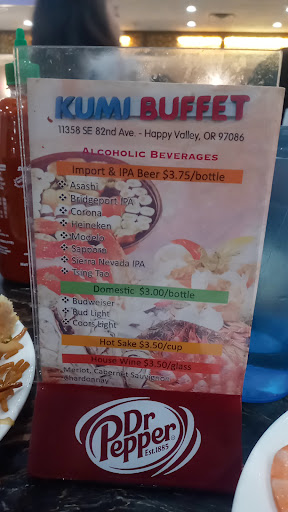 KUMI BUFFET
11358 SE 82nd Ave. - Happy Valley, OR 97086
ALCOHOLIC BEVERAGES
Import & IPA Beer $3.75/bottle
Asashi
Bridgeport IPA
Corona
Heineken
Modelo
Sapporo
Sierra Nevada IPA
Tsing Tao
Domestic $3.00/bottle
Budweiser
Bud Light
Coors Light
Hot Sake $3.50/cup
House Wine $3.50/glass
Merlot, Cabernet Sauvignon
Chardonnay
Dr
Pepper
EST. 1885